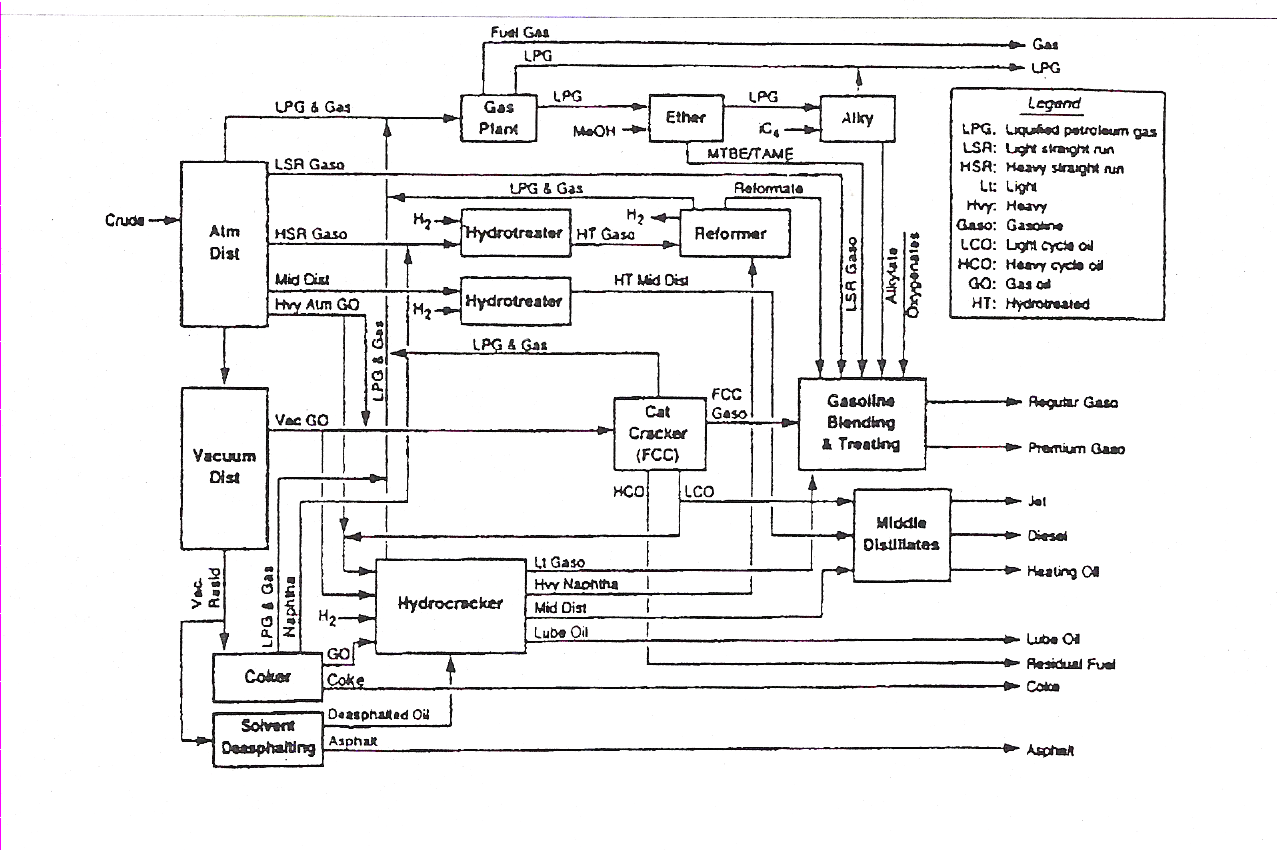 Fuel Gas
Gas
LPG
LPG
LPG & Gas
Gas
Plant
LPG
MeOH
Ether
LPG
iC4
Alky
MTBE/TAME
Legend
LPG: Liquified petroleum gas
LSR: Light straight run
HSR: Heavy straight run
Lt: Light
Hvy: Heavy
Gaso: Gasoline
LCO: Light cycle oil
HCO: Heavy cycle oil
GO: Gas oil
HT: Hydrotreated
Crude
Atm
Dist
LSR Gaso
LPG & Gas
Reformate
H2
Hydrotreater
HT Gaso
H2
Reformer
HSR Gaso
Mid Dist
Hvy Atm GO
H2
Hydrotreater
HT Mid Dist
LSR Gaso
Alkylate
Oxygenates
LPG & Gas
LPG & Gas
Vacuum
Dist
Vac GO
Cat
Cracker
(FCC)
FCC
Gaso
Gasoline
Blending
& Treating
Regular Gaso
Premium Gaso
HCO
LCO
Middle
Distillates
Jet
Diesel
Heating Oil
Vac.
Resid
LPG & Gas
Naphtha
H2
Hydrocracker
Lt Gaso
Hvy Naphtha
Mid Dist
Lube Oil
Lube Oil
Residual Fuel
Coker
GO
Coke
Coke
Solvent
Deasphalting
Deasphalted Oil
Asphalt
Asphalt